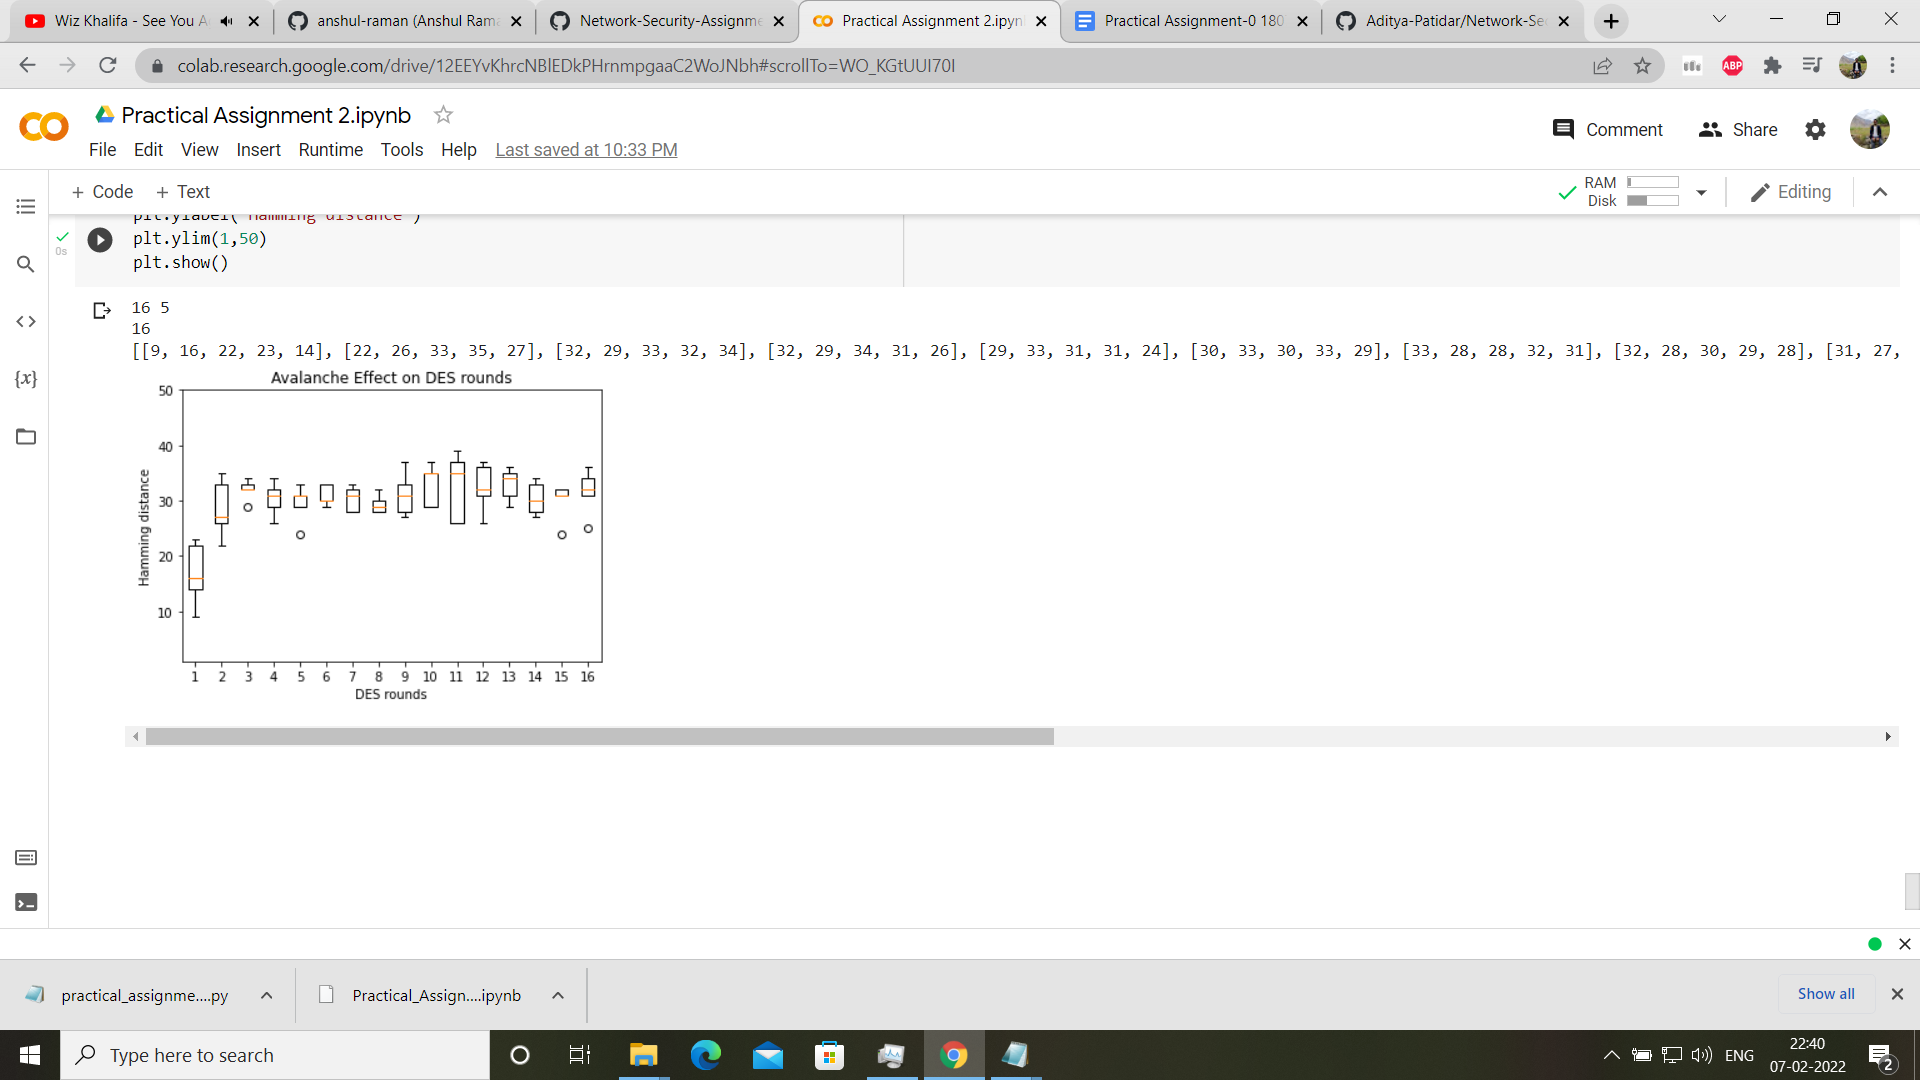 Wiz Khalifa - See You A
anshul-raman (Anshul Rama
Network-Security-Assignme
Practical Assignment 2.ipyn
Practical Assignment-0 180
Aditya-Patidar/Network-Sec
colab.research.google.com/drive/12EEYvKhrcNBlEDkPHrnmpgaaC2WoJNbh#scrollTo=WO_KGtUUI70I
ABP
Practical Assignment 2.ipynb
Comment
Share
File Edit View Insert Runtime Tools Help Last saved at 10:33 PM
+ Code + Text
RAM
Disk
Editing
plt.ylabel("Hamming distance")
0s
plt.ylim(1,50)
plt.show()
{x}
16 5
16
[[9, 16, 22, 23, 14], [22, 26, 33, 35, 27], [32, 29, 33, 32, 34], [32, 29, 34, 31, 26], [29, 33, 31, 31, 24], [30, 33, 30, 33, 29], [33, 28, 28, 32, 31], [32, 28, 30, 29, 28], [31, 27,
Avalanche Effect on DES rounds
50
40
30
20
10
Hamming distance
1 2 3 4 5 6 7 8 9 10 11 12 13 14 15 16
DES rounds
practical_assignme....py
Practical_Assign....ipynb
Show all
Type here to search
ENG
22:40
07-02-2022
2